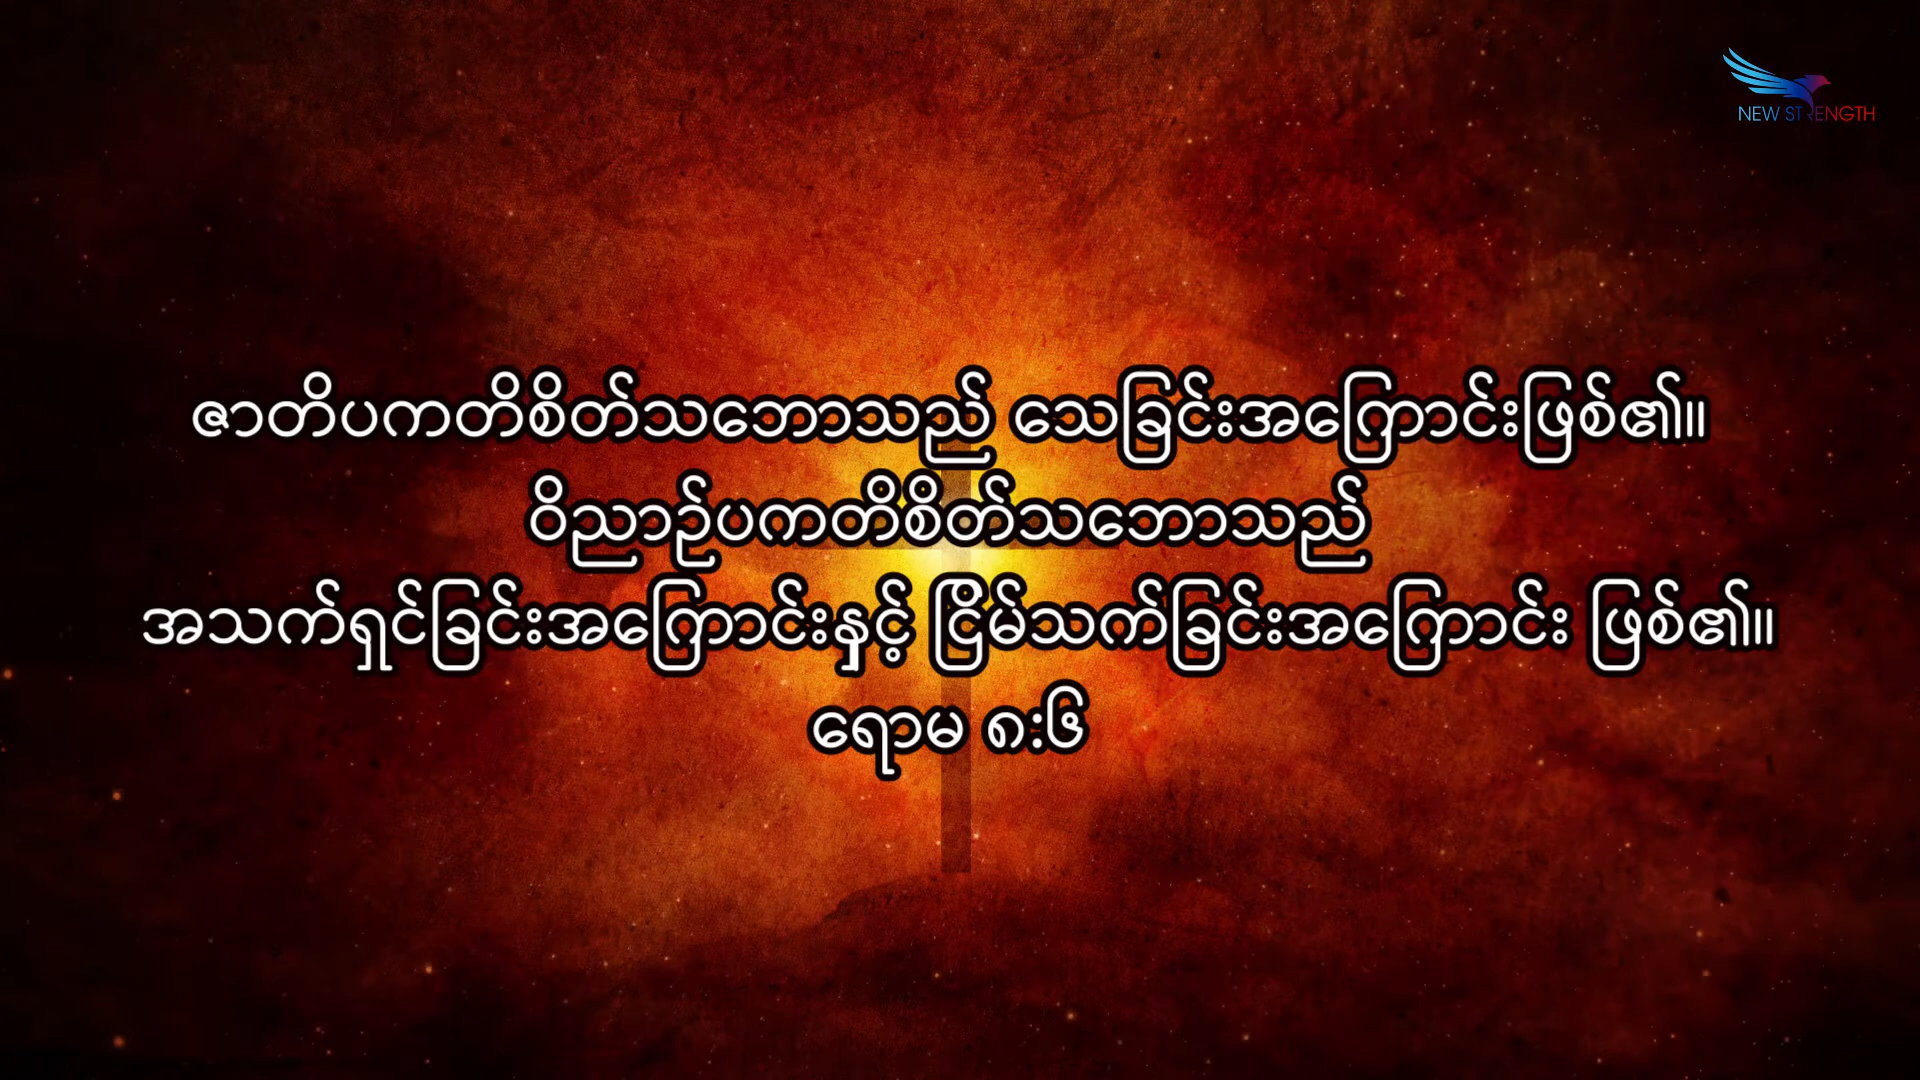 NEW STRENGTH
ဇာတိပကတိစိတ်သဘောသည် သေခြင်းအကြောင်းဖြစ်၏။
ဝိညာဉ်ပကတိစိတ်သဘောသည်
အသက်ရှင်ခြင်းအကြောင်းနှင့် ငြိမ်သက်ခြင်းအကြောင်း ဖြစ်၏။
ရောမ ၈:၆